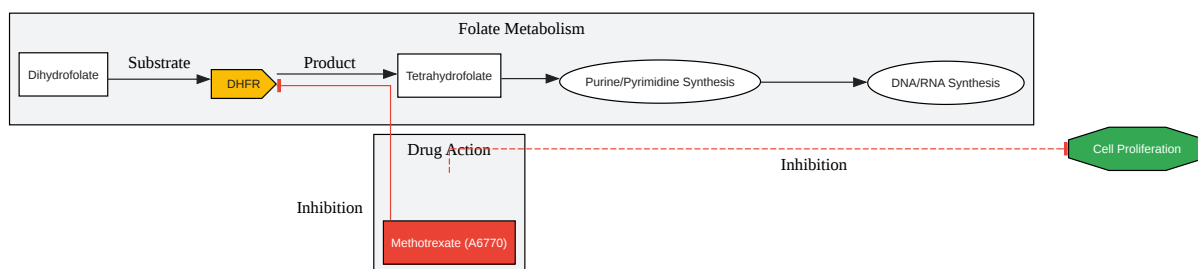 Folate Metabolism
Dihydrofolate
Substrate
DHFR
Product
Tetrahydrofolate
Purine/Pyrimidine Synthesis
DNA/RNA Synthesis
Drug Action
Cell Proliferation
Inhibition
Inhibition
Methotrexate (A6770)